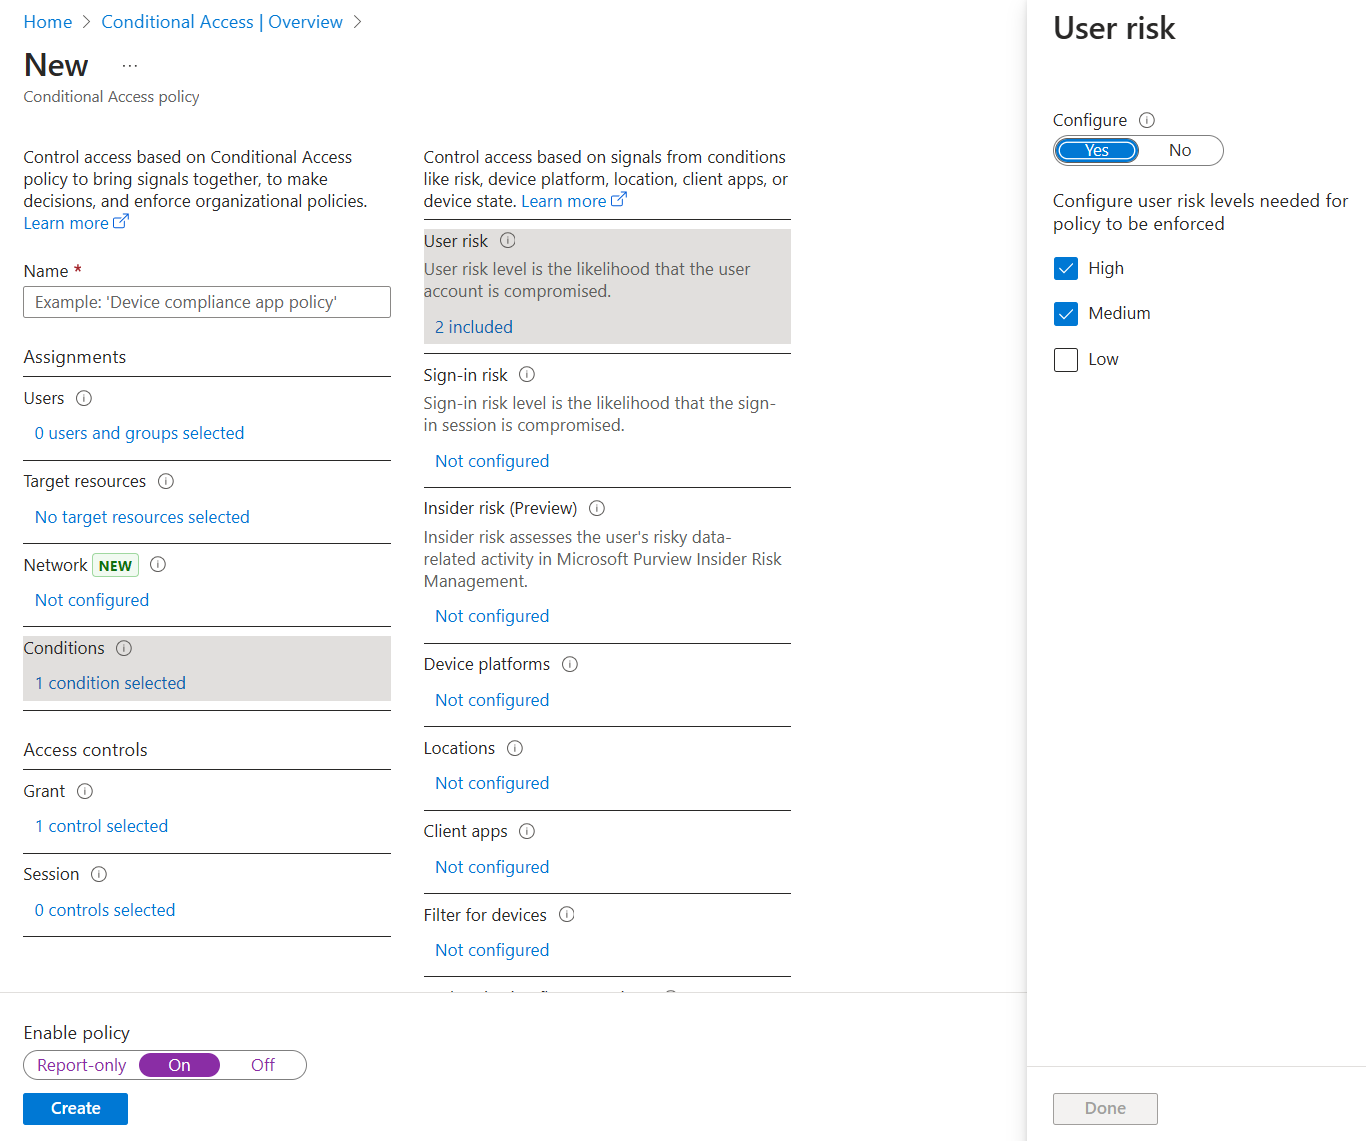 Home > Conditional Access | Overview >
New ...
Conditional Access policy
Control access based on Conditional Access
policy to bring signals together, to make
decisions, and enforce organizational policies.
Learn more
Name *
Example: 'Device compliance app policy'
Assignments
Users
0 users and groups selected
Target resources
No target resources selected
Network NEW
Not configured
Conditions
1 condition selected
Access controls
Grant
1 control selected
Session
0 controls selected
Control access based on signals from conditions
like risk, device platform, location, client apps, or
device state. Learn more
User risk
User risk level is the likelihood that the user
account is compromised.
2 included
Sign-in risk
Sign-in risk level is the likelihood that the sign-
in session is compromised.
Not configured
Insider risk (Preview)
Insider risk assesses the user's risky data-
related activity in Microsoft Purview Insider Risk
Management.
Not configured
Device platforms
Not configured
Locations
Not configured
Client apps
Not configured
Filter for devices
Not configured
Enable policy
Report-only On Off
Create
User risk
Configure
Yes No
Configure user risk levels needed for
policy to be enforced
High
Medium
Low
Done